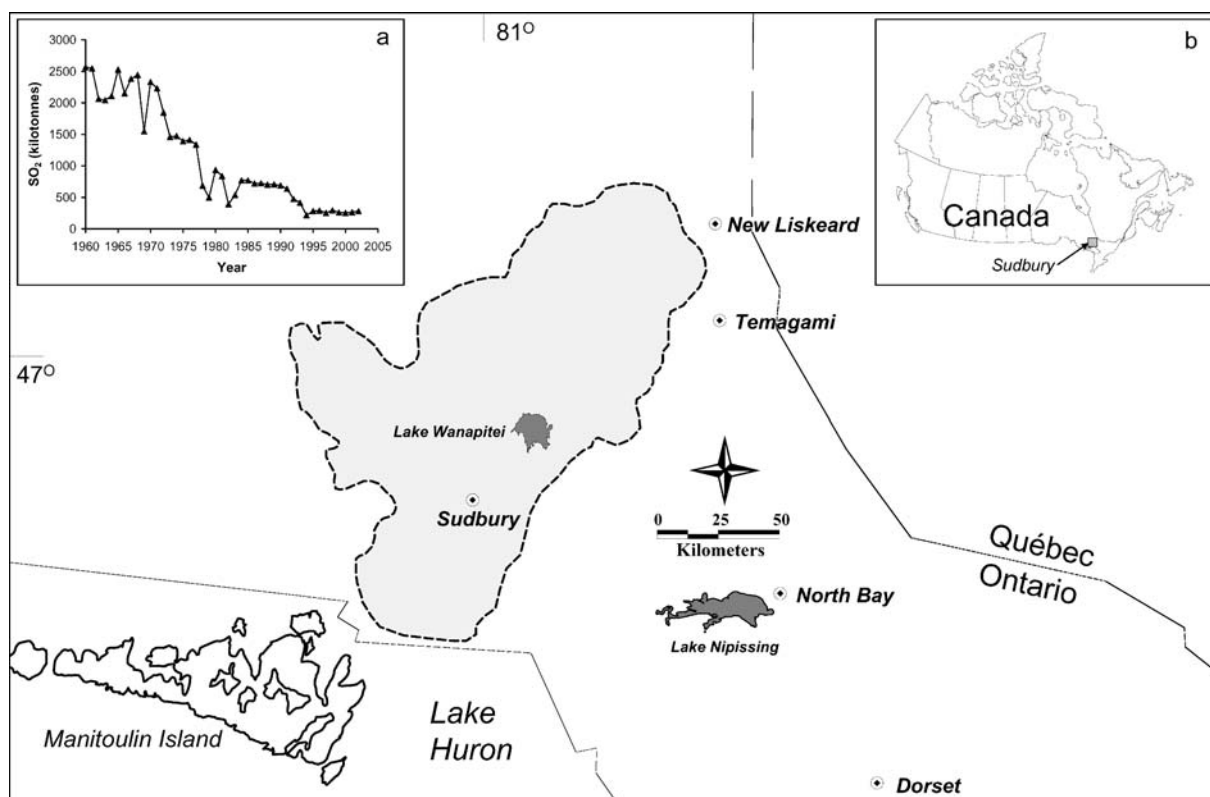 a
SO2 (kilotonnes)
3000
2500
2000
1500
1000
500
0
1960 1965 1970 1975 1980 1985 1990 1995 2000 2005
Year
81O
b
Canada
Sudbury
New Liskeard
Temagami
47O
Lake Wanapitei
Sudbury
0 25 50
Kilometers
Québec
Ontario
North Bay
Lake Nipissing
Manitoulin Island
Lake
Huron
Dorset